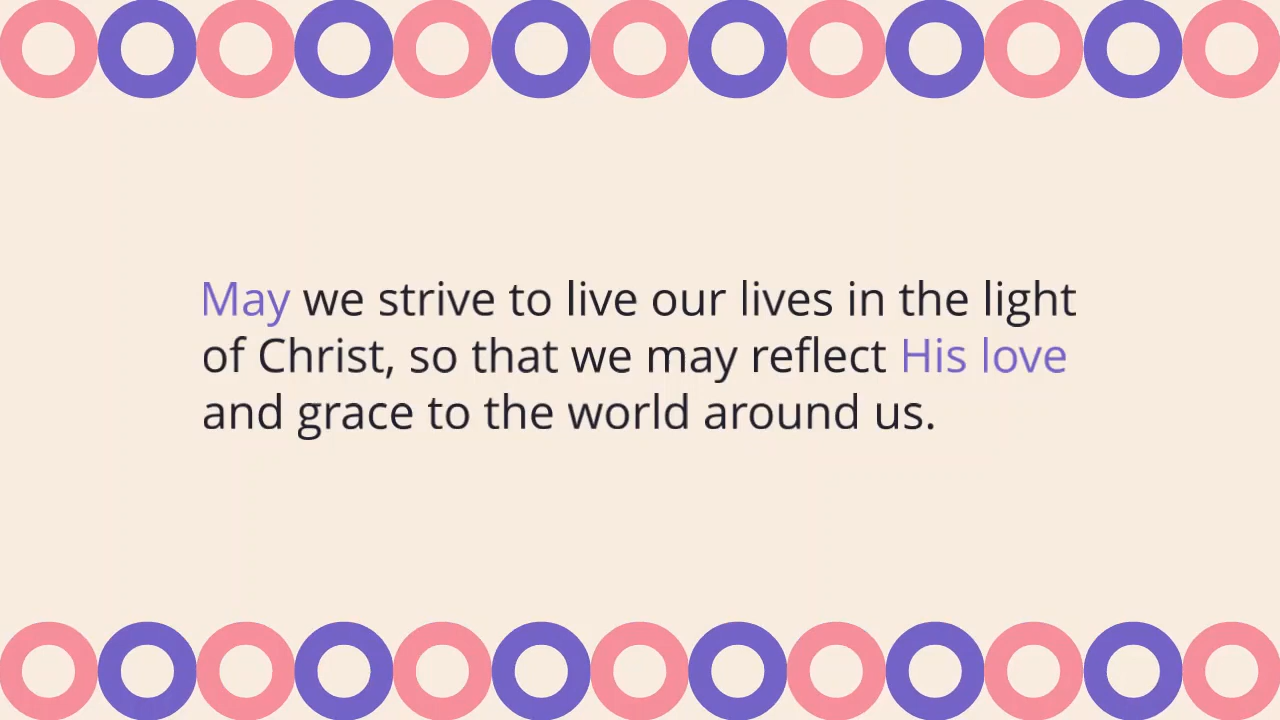 May we strive to live our lives in the light
of Christ, so that we may reflect His love
and grace to the world around us.